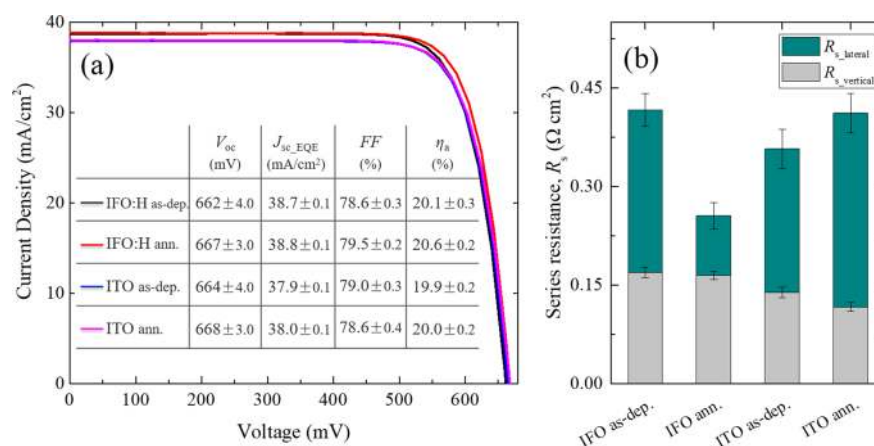 40
30
20
10
0
Current Density (mA/cm²)
(a)
V_oc J_sc_EQE FF η_a
(mV) (mA/cm²) (%) (%)
IFO:H as-dep. 662±4.0 38.7±0.1 78.6±0.3 20.1±0.3
IFO:H ann. 667±3.0 38.8±0.1 79.5±0.2 20.6±0.2
ITO as-dep. 664±4.0 37.9±0.1 79.0±0.3 19.9±0.2
ITO ann. 668±3.0 38.0±0.1 78.6±0.4 20.0±0.2
0 100 200 300 400 500 600
Voltage (mV)
(b)
R_s_lateral
R_s_vertical
Series resistance, R_s (Ω cm²)
0.45
0.30
0.15
0.00
IFO as-dep.
IFO ann.
ITO as-dep.
ITO ann.